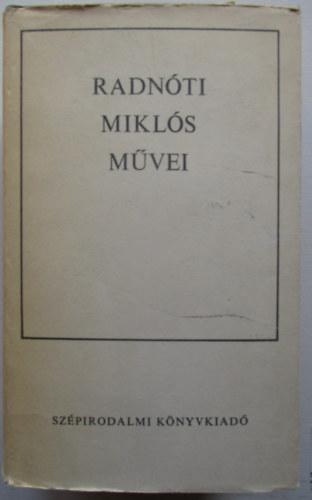 RADNÓTI
MIKLÓS
MŰVEI
SZÉPIRODALMI KÖNYVKIADÓ